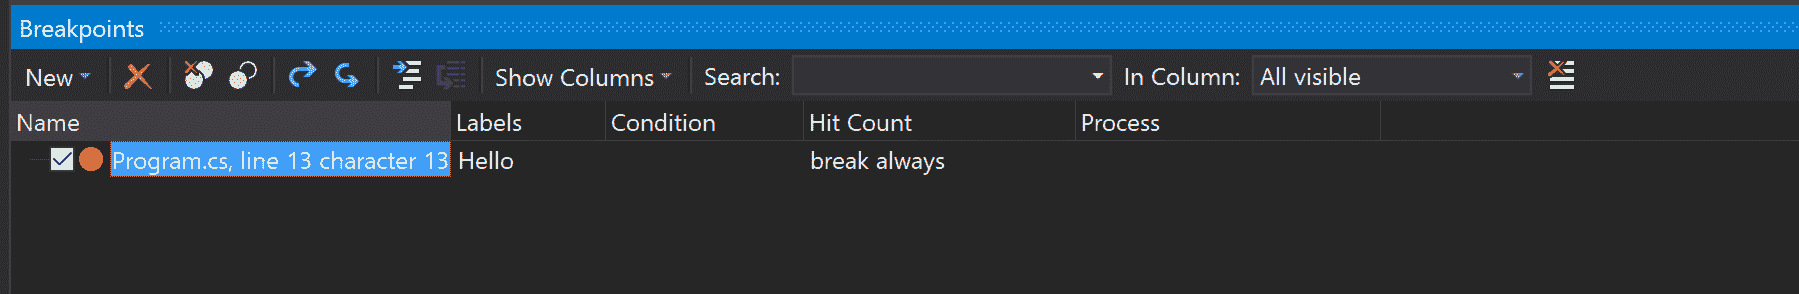 Breakpoints
New Show Columns Search: In Column: All visible
Name Labels Condition Hit Count Process
Program.cs, line 13 character 13 Hello break always